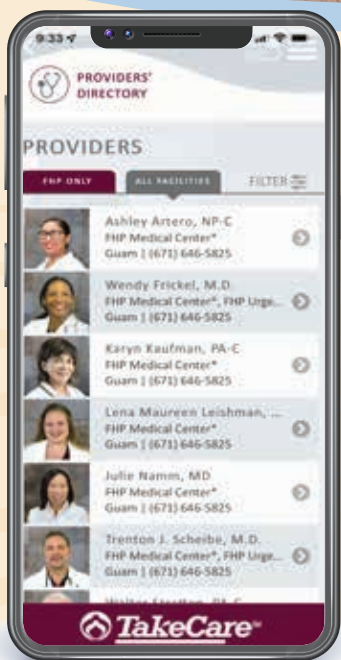 9:33
PROVIDERS'
DIRECTORY
PROVIDERS
FHP ONLY
ALL FACILITIES
FILTER
Ashley Artero, NP-C
FHP Medical Center*
Guam | (671) 646-5825
Wendy Frickel, M.D.
FHP Medical Center*, FHP Urge...
Guam | (671) 646-5825
Karyn Kaufman, PA-C
FHP Medical Center*
Guam | (671) 646-5825
Lena Maureen Leishman, ...
FHP Medical Center*
Guam | (671) 646-5825
Julie Namm, MD
FHP Medical Center*
Guam | (671) 646-5825
Trenton J. Scheibe, M.D.
FHP Medical Center*, FHP Urge...
Guam | (671) 646-5825
TakeCare